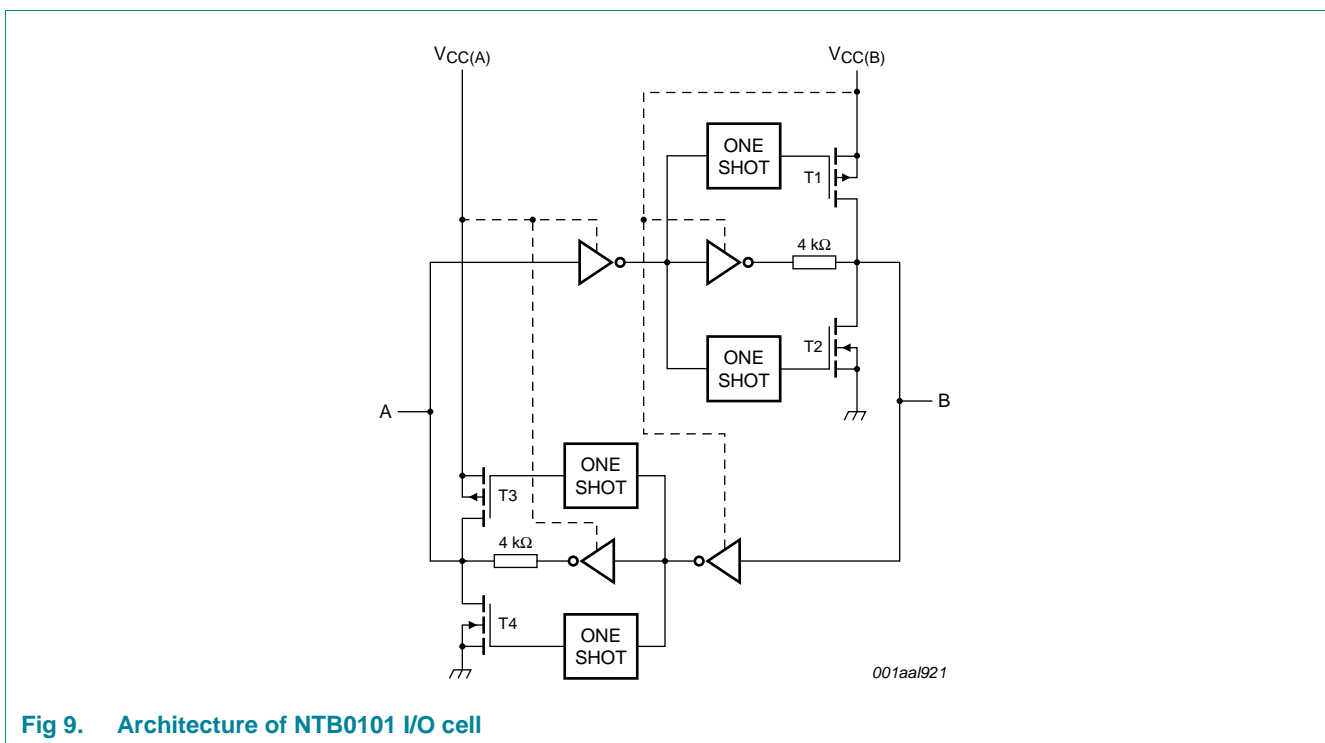 VCC(A)
VCC(B)
ONE
SHOT
T1
4 kΩ
ONE
SHOT
T2
A
B
ONE
SHOT
T3
4 kΩ
T4
ONE
SHOT
001aal921
Fig 9. Architecture of NTB0101 I/O cell